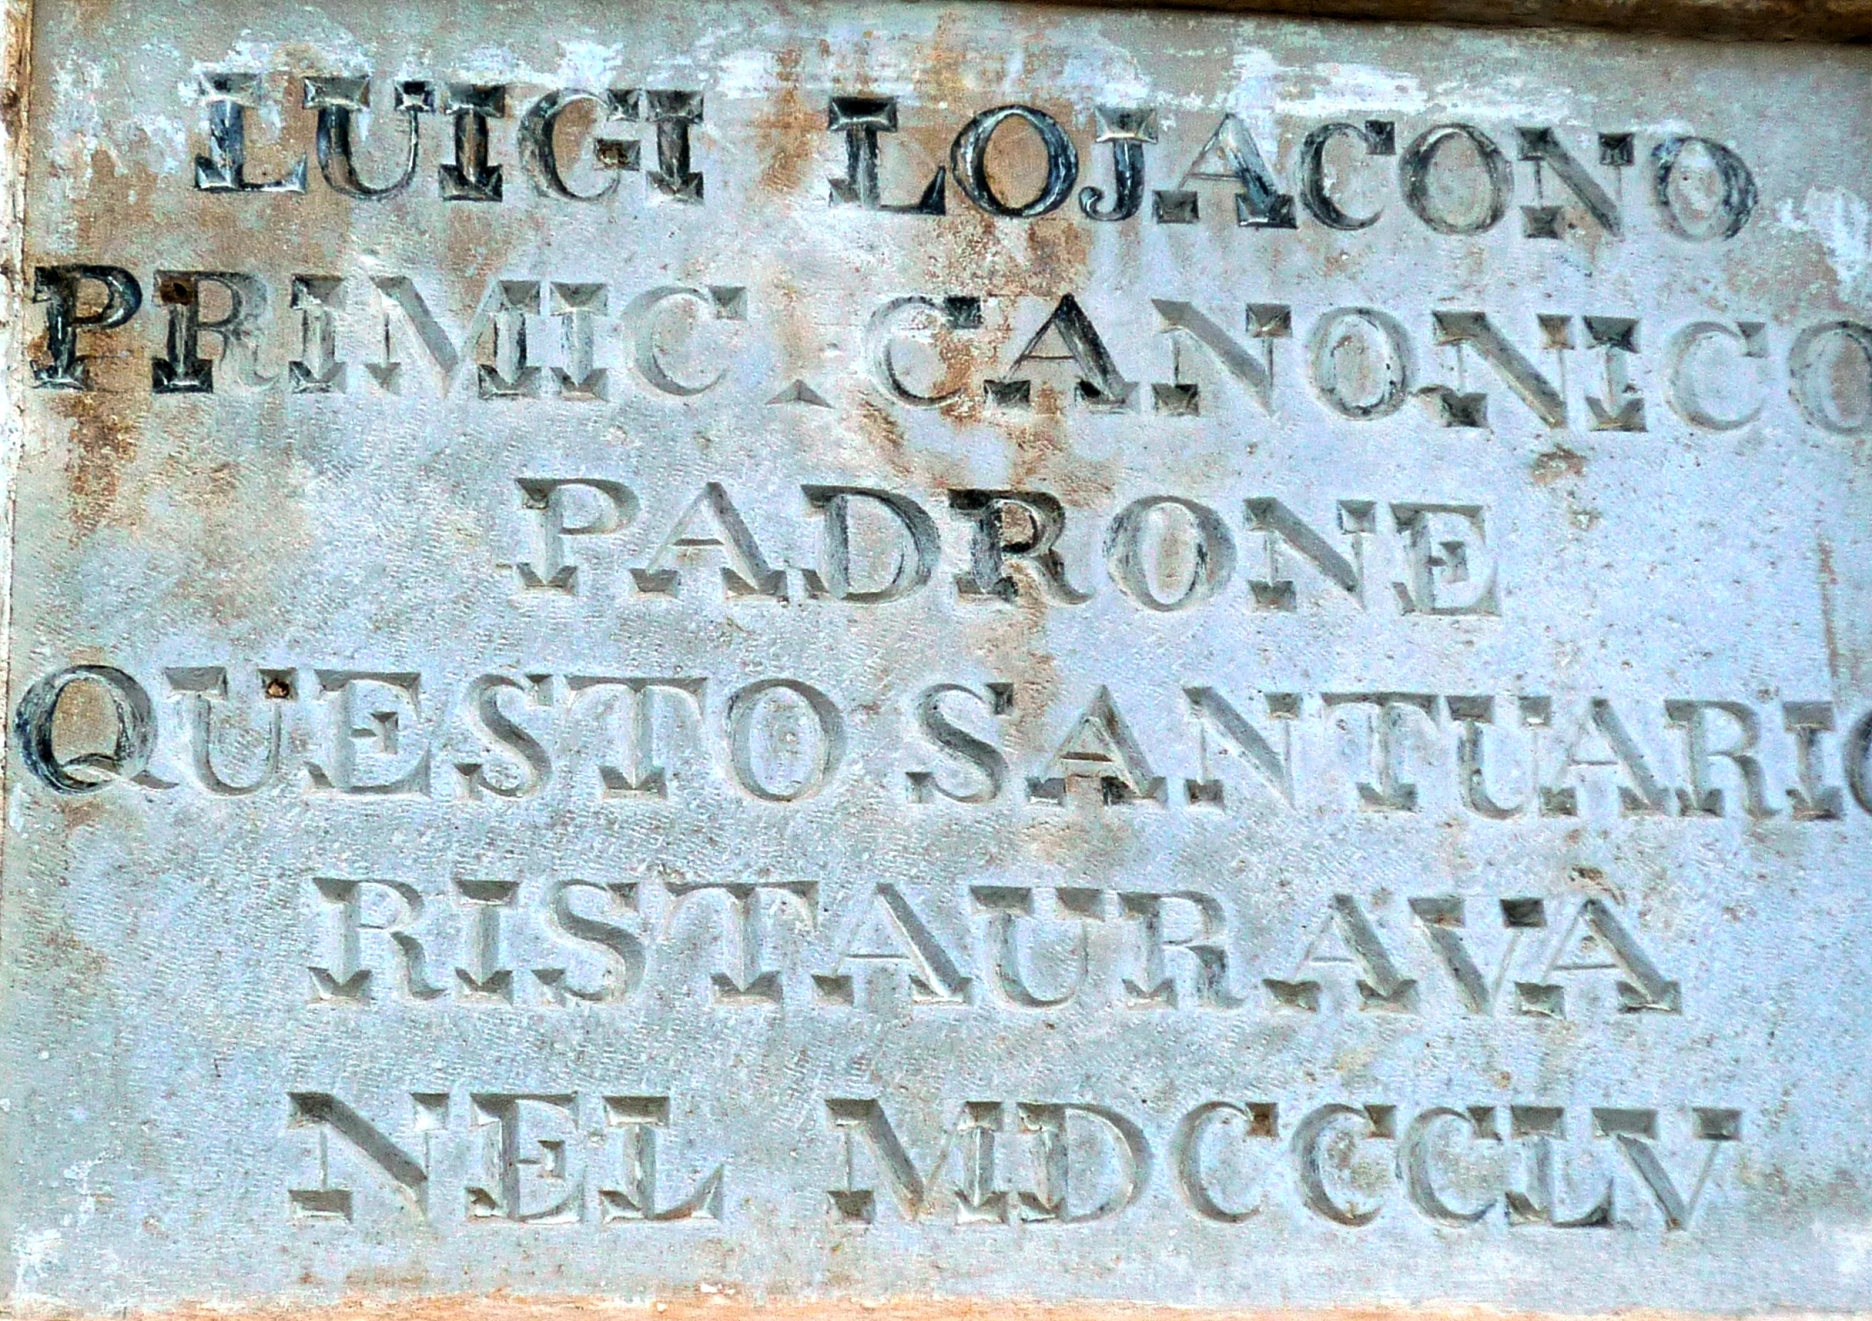 LUIGI LOJACONO
PRIMIC. CANONICO
PADRONE
QUESTO SANTUARIO
RISTAURAVA
NEL MDCCCLV